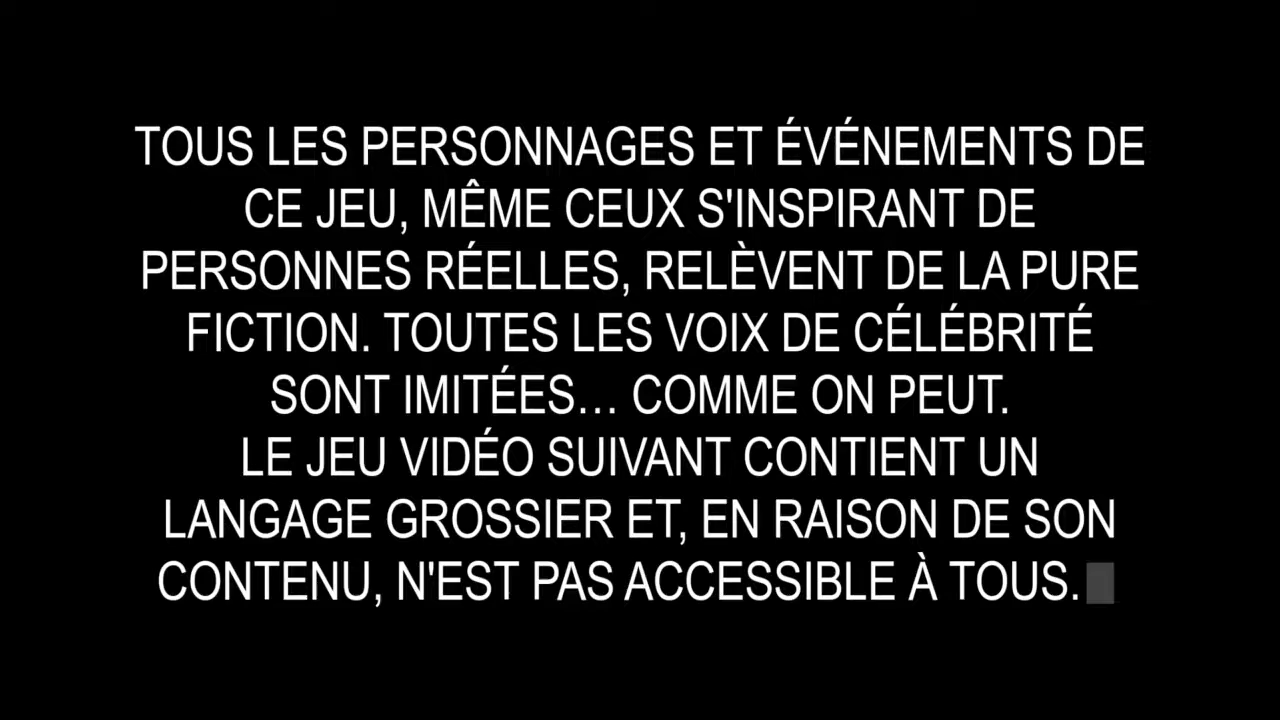 TOUS LES PERSONNAGES ET ÉVÉNEMENTS DE
CE JEU, MÊME CEUX S'INSPIRANT DE
PERSONNES RÉELLES, RELÈVENT DE LA PURE
FICTION. TOUTES LES VOIX DE CÉLÉBRITÉ
SONT IMITÉES... COMME ON PEUT.
LE JEU VIDÉO SUIVANT CONTIENT UN
LANGAGE GROSSIER ET, EN RAISON DE SON
CONTENU, N'EST PAS ACCESSIBLE À TOUS.